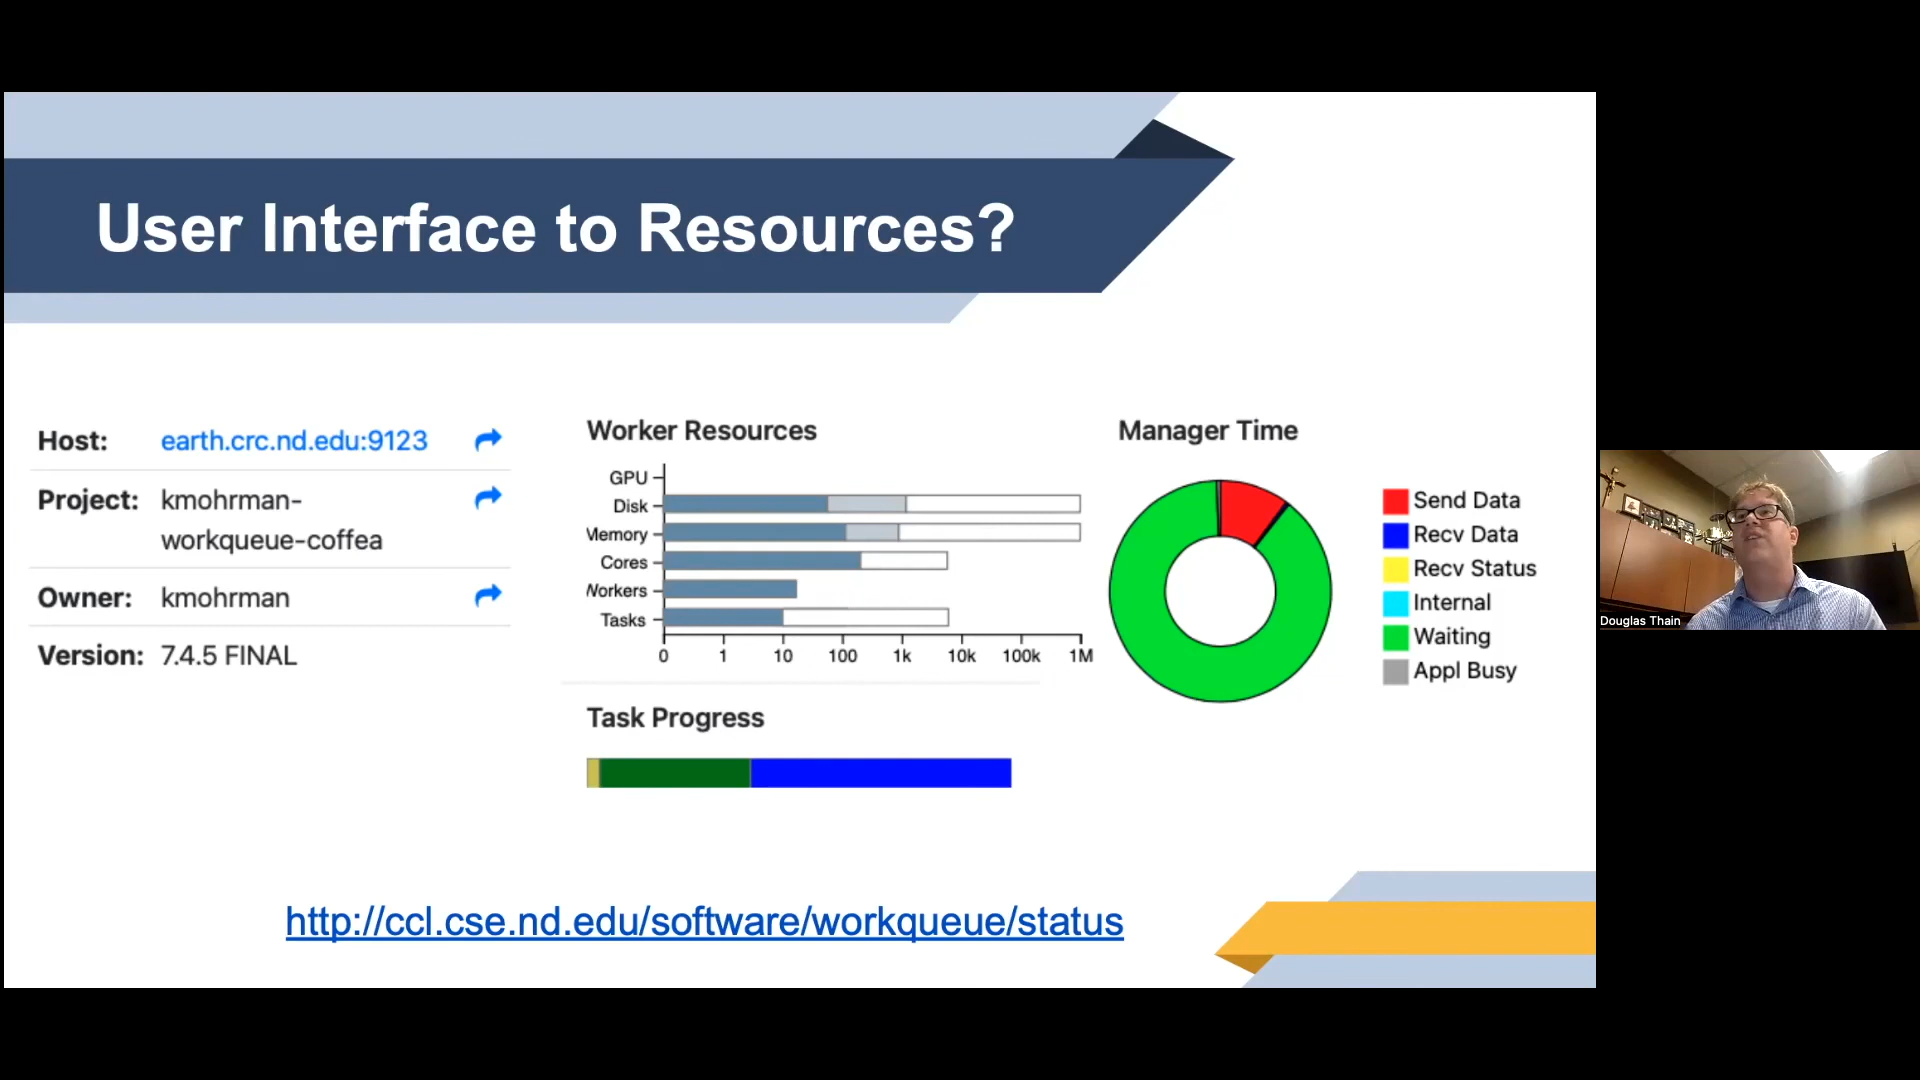 User Interface to Resources?
Host: earth.crc.nd.edu:9123
Project: kmohrman-
workqueue-coffea
Owner: kmohrman
Version: 7.4.5 FINAL
Worker Resources
GPU
Disk
Memory
Cores
Workers
Tasks
0 1 10 100 1k 10k 100k 1M
Task Progress
Manager Time
Send Data
Recv Data
Recv Status
Internal
Waiting
Appl Busy
http://ccl.cse.nd.edu/software/workqueue/status
Douglas Thain